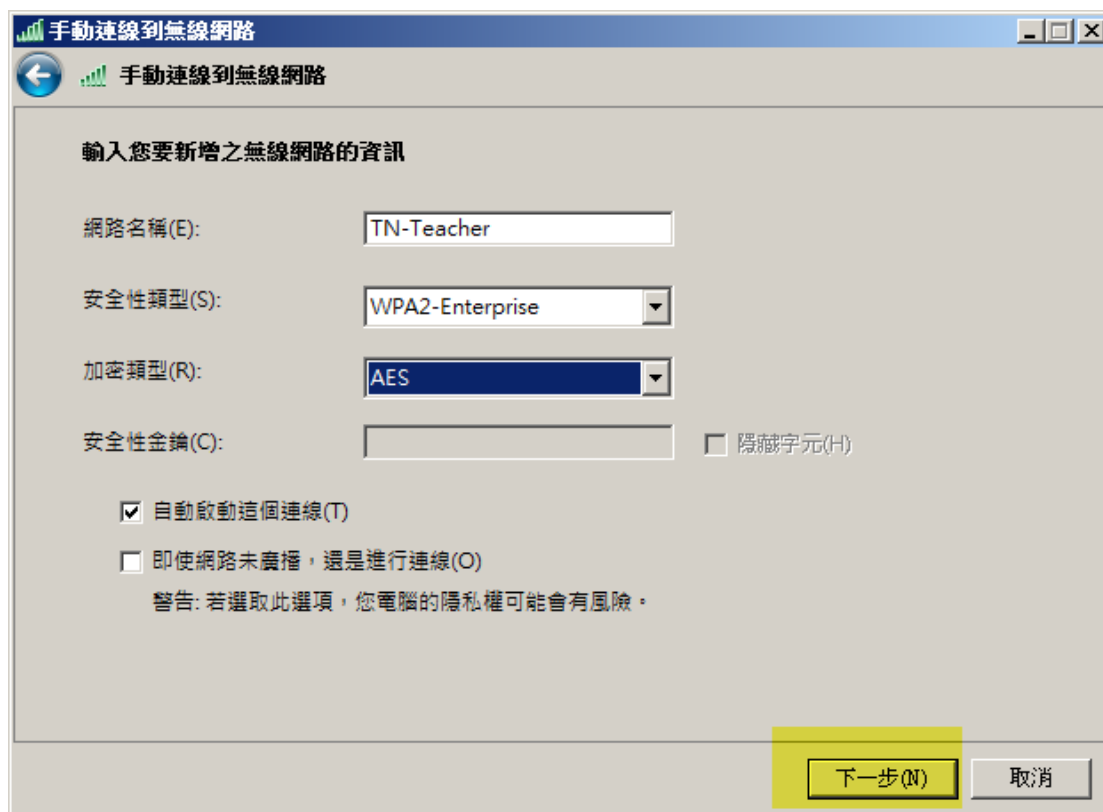 手動連線到無線網路
手動連線到無線網路
輸入您要新增之無線網路的資訊
網路名稱(E): TN-Teacher
安全性類型(S): WPA2-Enterprise
加密類型(R): AES
安全性金鑰(C): 隱藏字元(H)
自動啟動這個連線(T)
即使網路未廣播，還是進行連線(O)
警告: 若選取此選項，您電腦的隱私權可能會有風險。
下一步(N) 取消